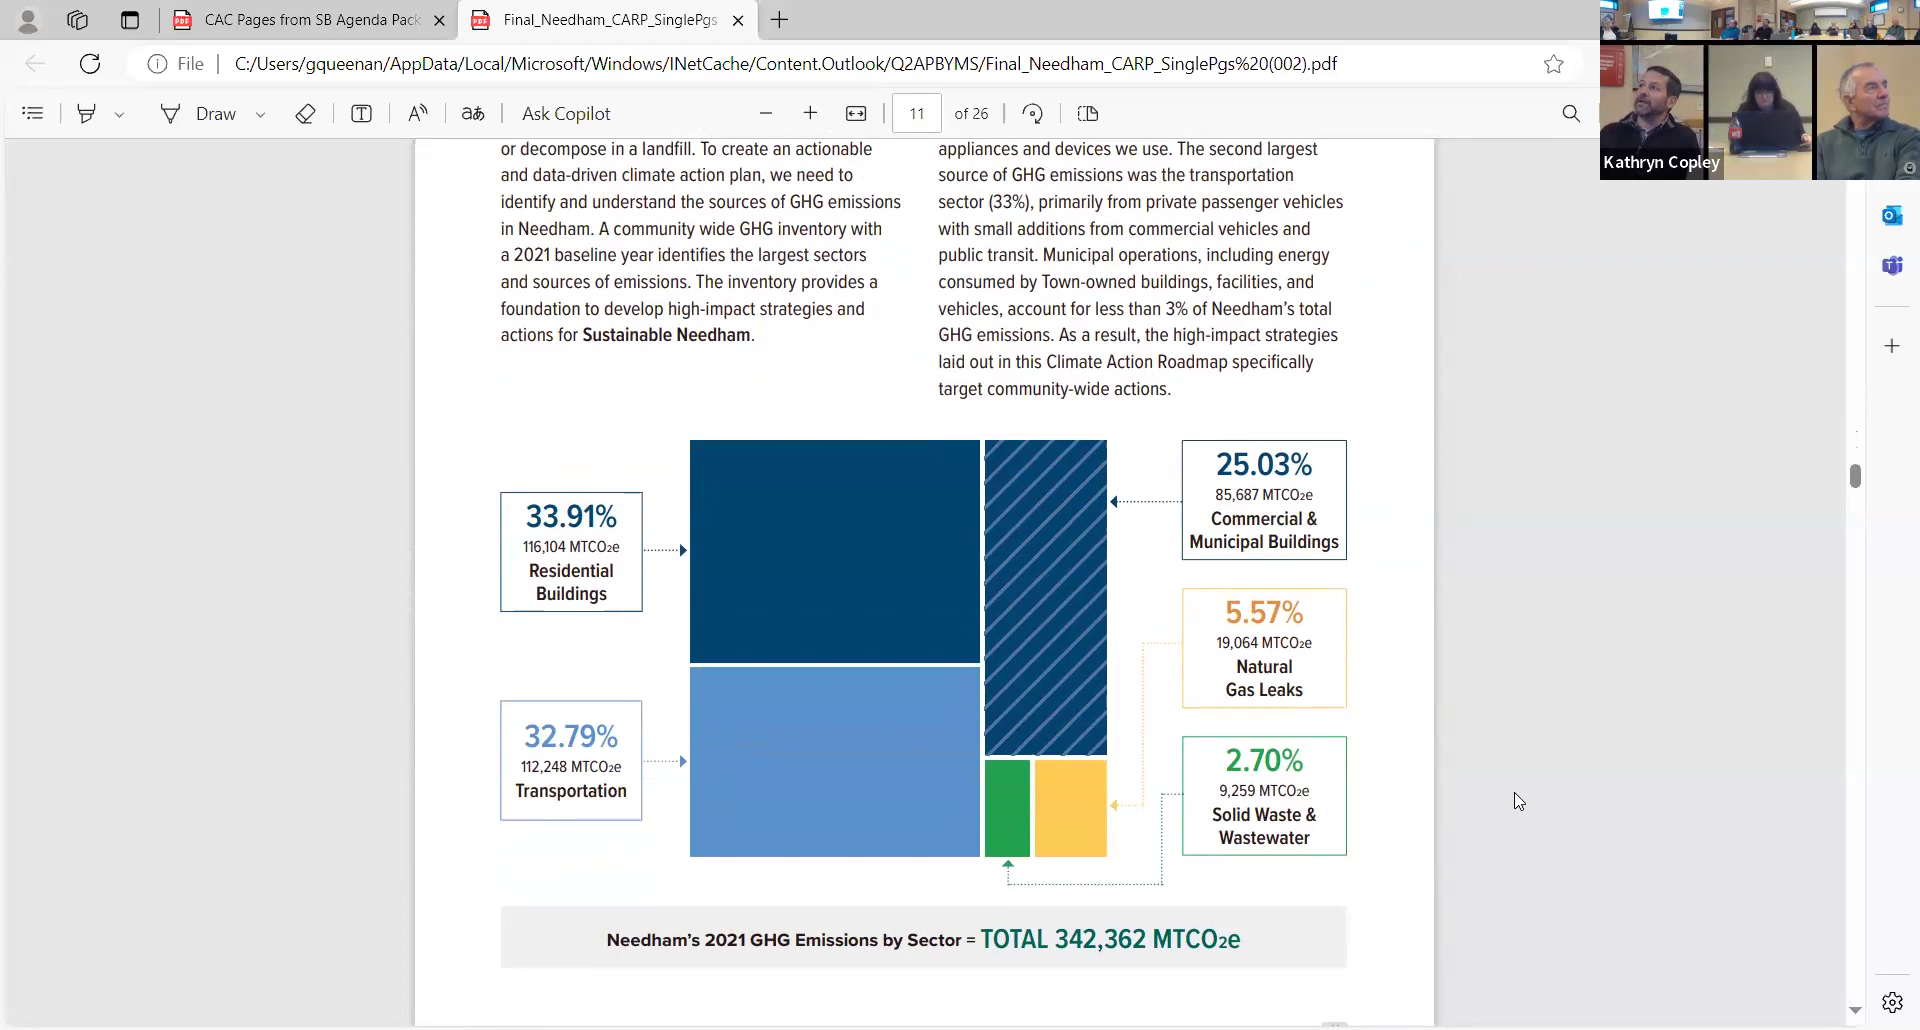 CAC Pages from SB Agenda Pack
Final_Needham_CARP_SinglePgs
File
C:/Users/gqueenan/AppData/Local/Microsoft/Windows/INetCache/Content.Outlook/Q2APBYMS/Final_Needham_CARP_SinglePgs%20(002).pdf
Draw
Ask Copilot
11 of 26
Kathryn Copley
or decompose in a landfill. To create an actionable
and data-driven climate action plan, we need to
identify and understand the sources of GHG emissions
in Needham. A community wide GHG inventory with
a 2021 baseline year identifies the largest sectors
and sources of emissions. The inventory provides a
foundation to develop high-impact strategies and
actions for Sustainable Needham.
appliances and devices we use. The second largest
source of GHG emissions was the transportation
sector (33%), primarily from private passenger vehicles
with small additions from commercial vehicles and
public transit. Municipal operations, including energy
consumed by Town-owned buildings, facilities, and
vehicles, account for less than 3% of Needham's total
GHG emissions. As a result, the high-impact strategies
laid out in this Climate Action Roadmap specifically
target community-wide actions.
33.91%
116,104 MTCO2e
Residential
Buildings
32.79%
112,248 MTCO2e
Transportation
25.03%
85,687 MTCO2e
Commercial &
Municipal Buildings
5.57%
19,064 MTCO2e
Natural
Gas Leaks
2.70%
9,259 MTCO2e
Solid Waste &
Wastewater
Needham's 2021 GHG Emissions by Sector = TOTAL 342,362 MTCO2e